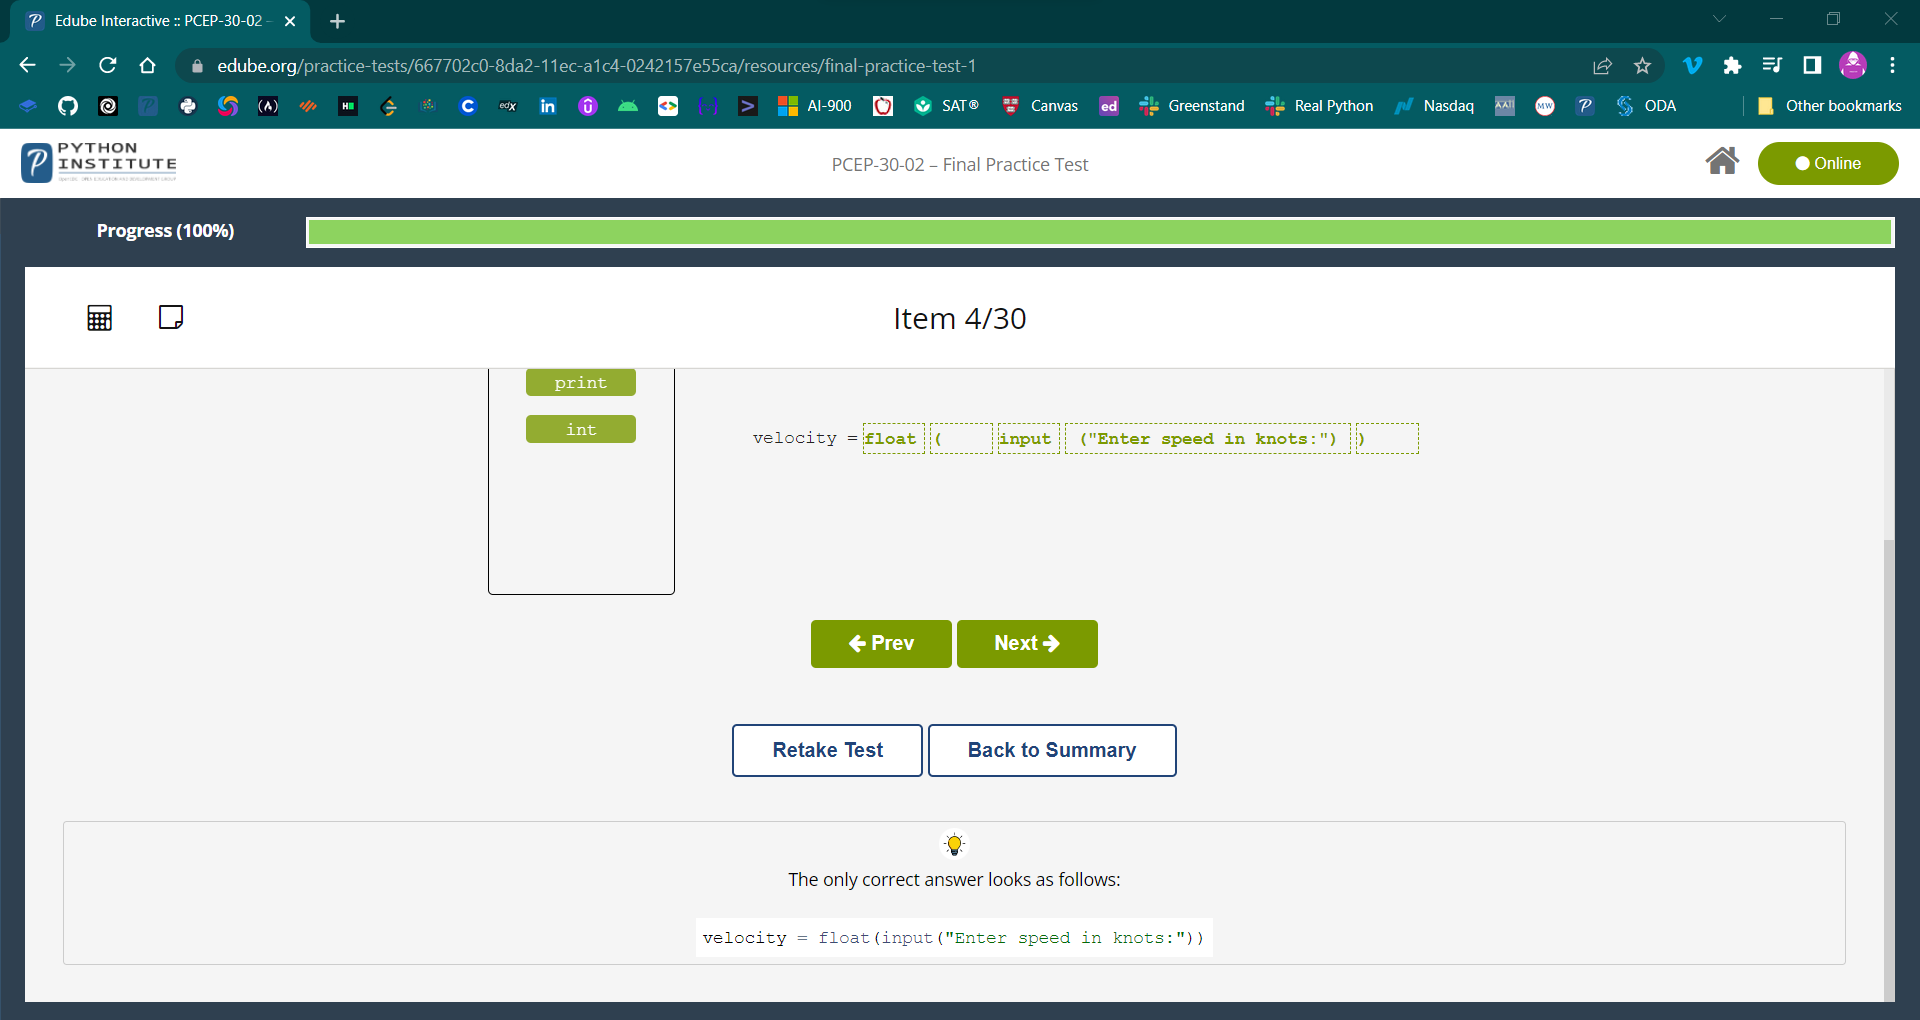 Edube Interactive :: PCEP-30-02 -
edube.org/practice-tests/667702c0-8da2-11ec-a1c4-0242157e55ca/resources/final-practice-test-1
AI-900 SAT® Canvas ed Greenstand Real Python Nasdaq ODA Other bookmarks
PYTHON
INSTITUTE
PCEP-30-02 – Final Practice Test
Online
Progress (100%)
Item 4/30
print
int
velocity = float ( input ("Enter speed in knots:") )
Prev
Next
Retake Test
Back to Summary
The only correct answer looks as follows:
velocity = float(input("Enter speed in knots:"))